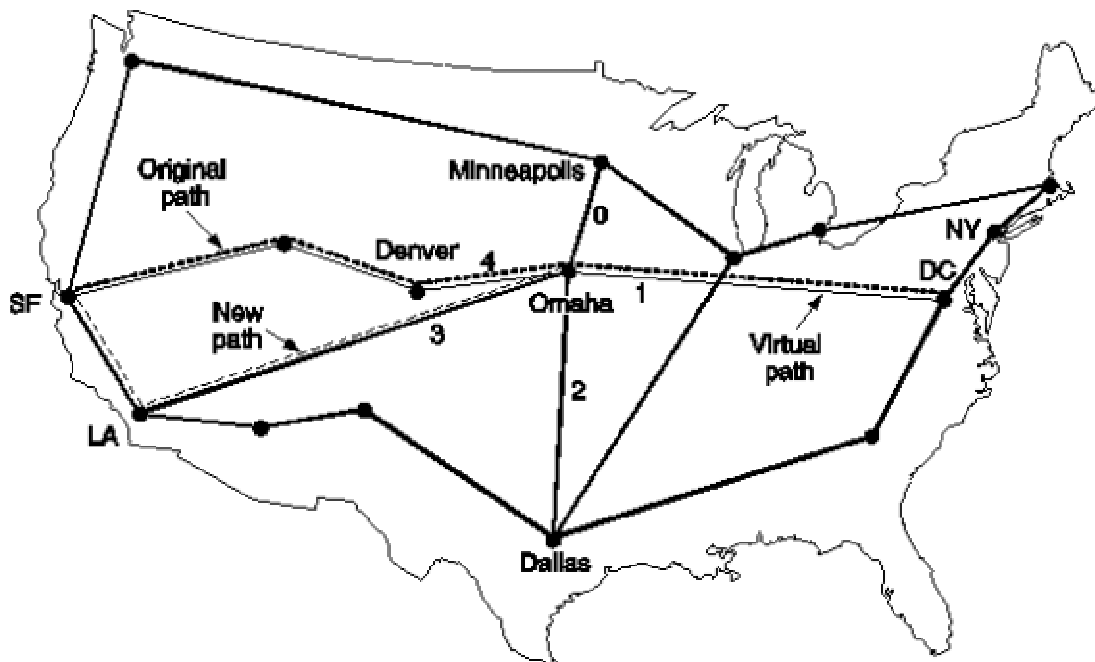 Minneapolis
Original
path
0
NY
Denver
4
DC
SF
Omaha
1
New
path
3
Virtual
path
2
LA
Dallas